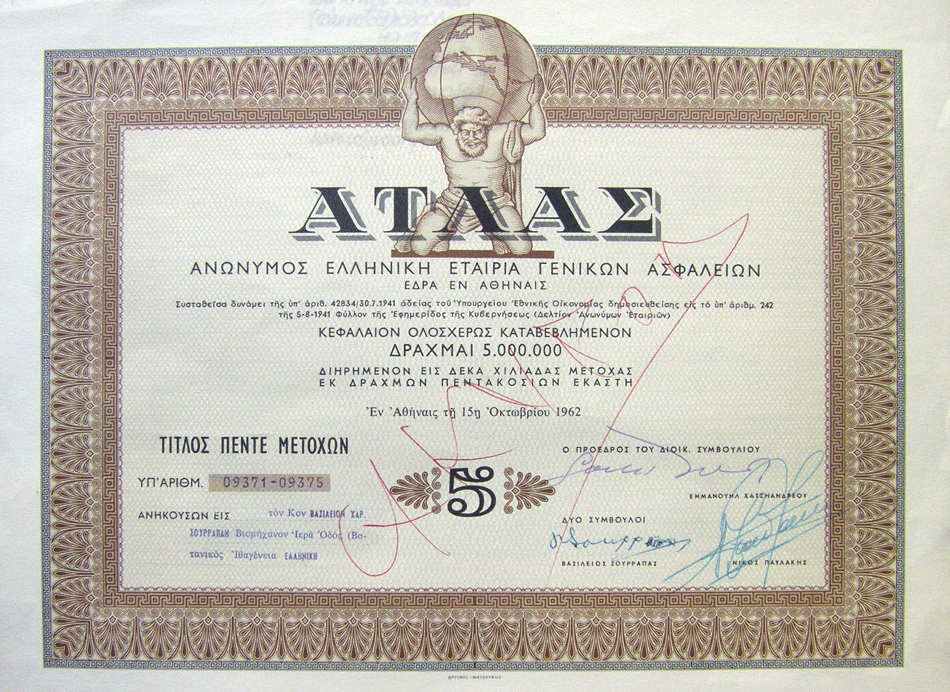 ΑΤΛΑΣ
ΑΝΩΝΥΜΟΣ ΕΛΛΗΝΙΚΗ ΕΤΑΙΡΙΑ ΓΕΝΙΚΩΝ ΑΣΦΑΛΕΙΩΝ
ΕΔΡΑ ΕΝ ΑΘΗΝΑΙΣ
Συσταθεῖσα δυνάμει τῆς ὑπ' ἀριθ. 42834/30.7.1941 ἀδείας τοῦ Ὑπουργείου Ἐθνικῆς Οἰκονομίας δημοσιευθείσης εἰς τὸ ὑπ' ἀριθμ. 242
τῆς 5-8-1941 Φύλλον τῆς Ἐφημερίδος τῆς Κυβερνήσεως (Δελτίον Ἀνωνύμων Ἑταιριῶν)
ΚΕΦΑΛΑΙΟΝ ΟΛΟΣΧΕΡΩΣ ΚΑΤΑΒΕΒΛΗΜΕΝΟΝ
ΔΡΑΧΜΑΙ 5.000.000
ΔΙΗΡΗΜΕΝΟΝ ΕΙΣ ΔΕΚΑ ΧΙΛΙΑΔΑΣ ΜΕΤΟΧΑΣ
ΕΚ ΔΡΑΧΜΩΝ ΠΕΝΤΑΚΟΣΙΩΝ ΕΚΑΣΤΗ
Ἐν Ἀθήναις τῇ 15ῃ Ὀκτωβρίου 1962
ΤΙΤΛΟΣ ΠΕΝΤΕ ΜΕΤΟΧΩΝ
ΥΠ'ΑΡΙΘΜ. 09371-09375
ΑΝΗΚΟΥΣΩΝ ΕΙΣ τὸν Κον ΒΑΣΙΛΕΙΟΝ ΧΑΡ.
ΣΟΥΡΡΑΠΑΝ Βιομήχανον Ἱερὰ Ὁδὸς (Βο-
τανικὸς Ἰθαγένεια ΕΛΛΗΝΙΚΗ
5
Ο ΠΡΟΕΔΡΟΣ ΤΟΥ ΔΙΟΙΚ. ΣΥΜΒΟΥΛΙΟΥ
ΕΜΜΑΝΟΥΗΛ ΧΑΤΖΗΑΝΔΡΕΟΥ
ΔΥΟ ΣΥΜΒΟΥΛΟΙ
ΒΑΣΙΛΕΙΟΣ ΣΟΥΡΡΑΠΑΣ
ΝΙΚΟΣ ΠΑΥΛΑΚΗΣ
ΑΚΥΡΟΝ